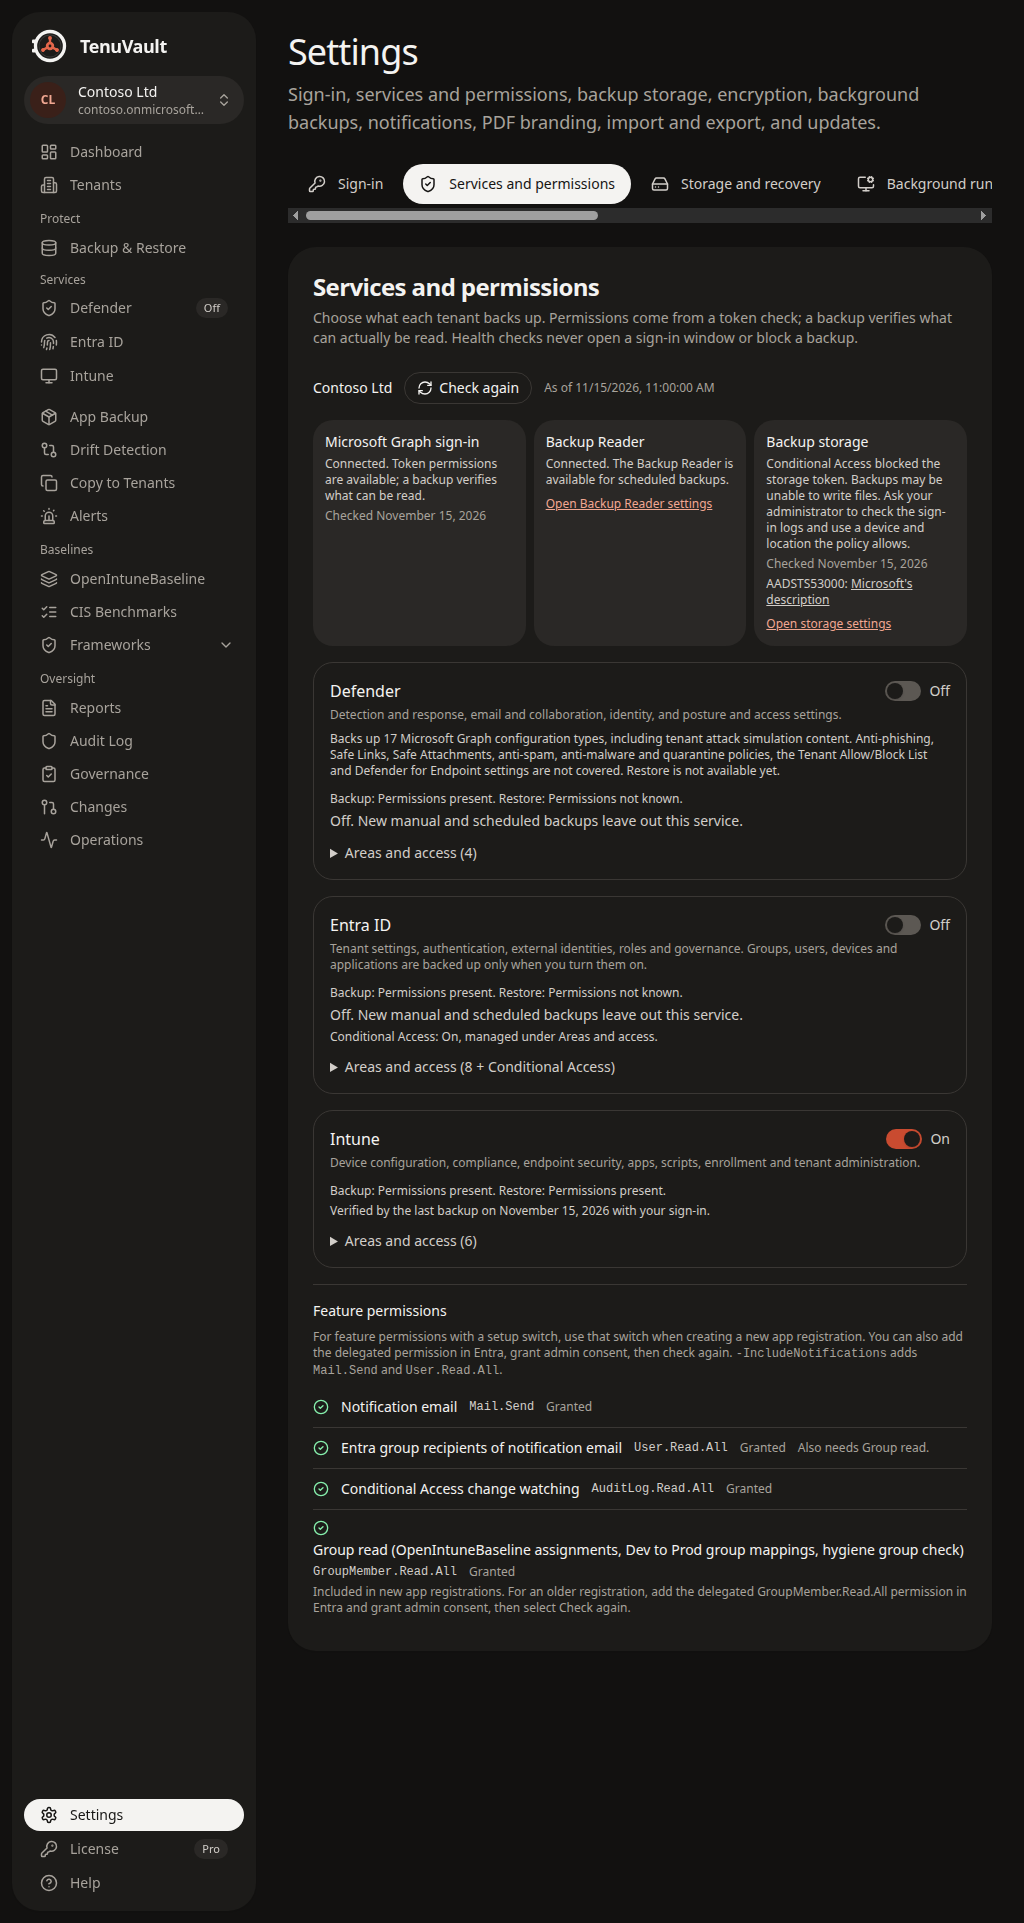 TenuVault
CL
Contoso Ltd
contoso.onmicrosoft...
Dashboard
Tenants
Protect
Backup & Restore
Services
Defender
Off
Entra ID
Intune
App Backup
Drift Detection
Copy to Tenants
Alerts
Baselines
OpenIntuneBaseline
CIS Benchmarks
Frameworks
Oversight
Reports
Audit Log
Governance
Changes
Operations
Settings
License
Pro
Help
Settings
Sign-in, services and permissions, backup storage, encryption, background
backups, notifications, PDF branding, import and export, and updates.
Sign-in
Services and permissions
Storage and recovery
Background run
Services and permissions
Choose what each tenant backs up. Permissions come from a token check; a backup verifies what
can actually be read. Health checks never open a sign-in window or block a backup.
Contoso Ltd
Check again
As of 11/15/2026, 11:00:00 AM
Microsoft Graph sign-in
Connected. Token permissions
are available; a backup verifies
what can be read.
Checked November 15, 2026
Backup Reader
Connected. The Backup Reader is
available for scheduled backups.
Open Backup Reader settings
Backup storage
Conditional Access blocked the
storage token. Backups may be
unable to write files. Ask your
administrator to check the sign-
in logs and use a device and
location the policy allows.
Checked November 15, 2026
AADSTS53000: Microsoft's
description
Open storage settings
Defender
Off
Detection and response, email and collaboration, identity, and posture and access settings.
Backs up 17 Microsoft Graph configuration types, including tenant attack simulation content. Anti-phishing,
Safe Links, Safe Attachments, anti-spam, anti-malware and quarantine policies, the Tenant Allow/Block List
and Defender for Endpoint settings are not covered. Restore is not available yet.
Backup: Permissions present. Restore: Permissions not known.
Off. New manual and scheduled backups leave out this service.
Areas and access (4)
Entra ID
Off
Tenant settings, authentication, external identities, roles and governance. Groups, users, devices and
applications are backed up only when you turn them on.
Backup: Permissions present. Restore: Permissions not known.
Off. New manual and scheduled backups leave out this service.
Conditional Access: On, managed under Areas and access.
Areas and access (8 + Conditional Access)
Intune
On
Device configuration, compliance, endpoint security, apps, scripts, enrollment and tenant administration.
Backup: Permissions present. Restore: Permissions present.
Verified by the last backup on November 15, 2026 with your sign-in.
Areas and access (6)
Feature permissions
For feature permissions with a setup switch, use that switch when creating a new app registration. You can also add
the delegated permission in Entra, grant admin consent, then check again. -IncludeNotifications adds
Mail.Send and User.Read.All.
Notification email Mail.Send Granted
Entra group recipients of notification email User.Read.All Granted Also needs Group read.
Conditional Access change watching AuditLog.Read.All Granted
Group read (OpenIntuneBaseline assignments, Dev to Prod group mappings, hygiene group check)
GroupMember.Read.All Granted
Included in new app registrations. For an older registration, add the delegated GroupMember.Read.All permission in
Entra and grant admin consent, then select Check again.